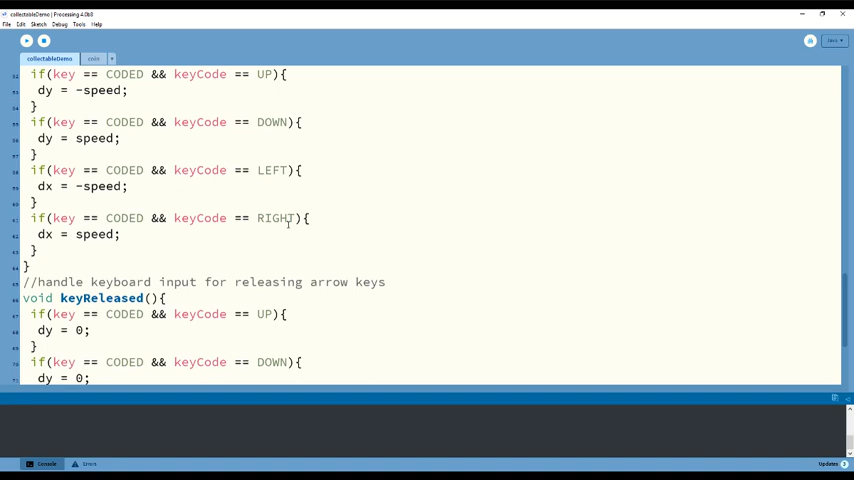 collectableDemo | Processing 4.0b8
File Edit Sketch Debug Tools Help
Java ▾
collectableDemo coin ▾
if(key == CODED && keyCode == UP){
dy = -speed;
}
if(key == CODED && keyCode == DOWN){
dy = speed;
}
if(key == CODED && keyCode == LEFT){
dx = -speed;
}
if(key == CODED && keyCode == RIGHT){
dx = speed;
}
}
//handle keyboard input for releasing arrow keys
void keyReleased(){
if(key == CODED && keyCode == UP){
dy = 0;
}
if(key == CODED && keyCode == DOWN){
dy = 0;
Console Errors
Updates 3